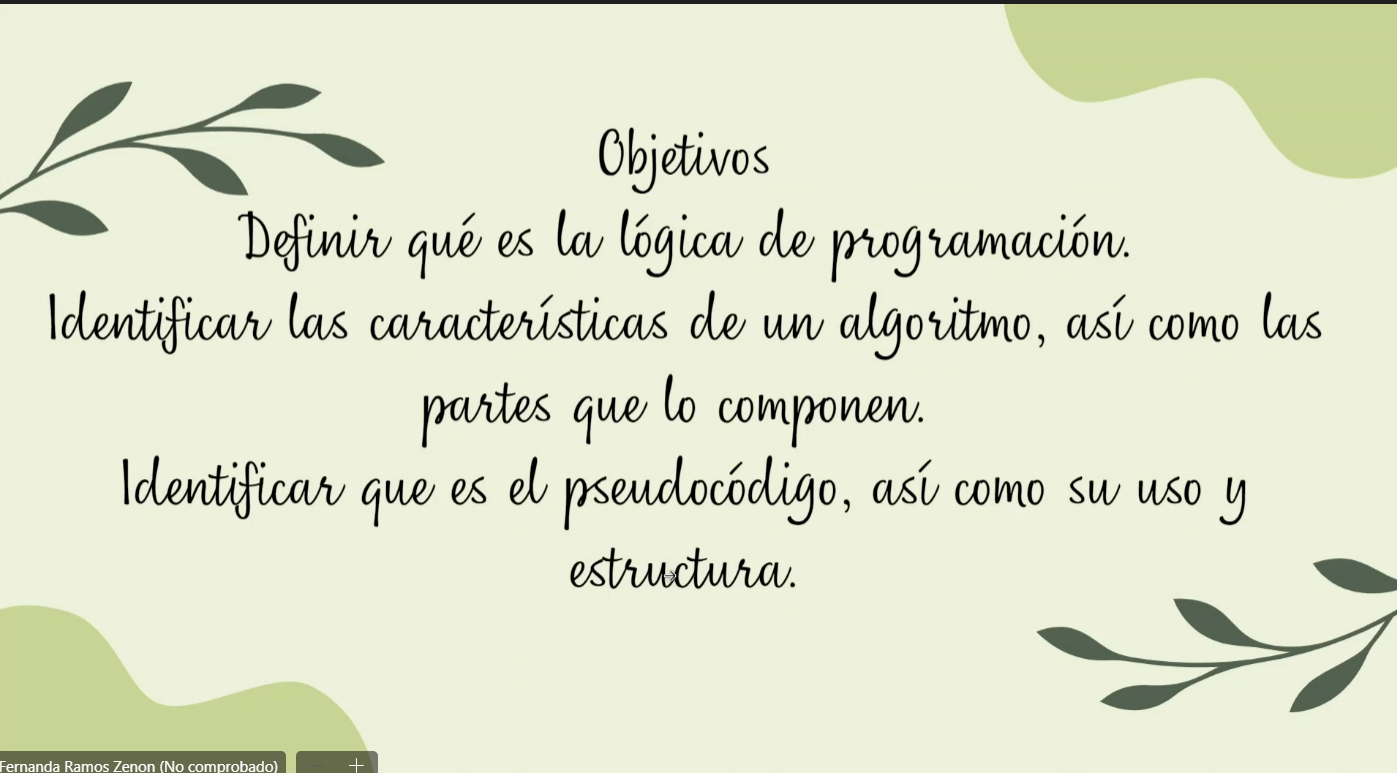 Objetivos
Definir qué es la lógica de programación.
Identificar las características de un algoritmo, así como las
partes que lo componen.
Identificar que es el pseudocódigo, así como su uso y
estructura.
Fernanda Ramos Zenon (No comprobado)